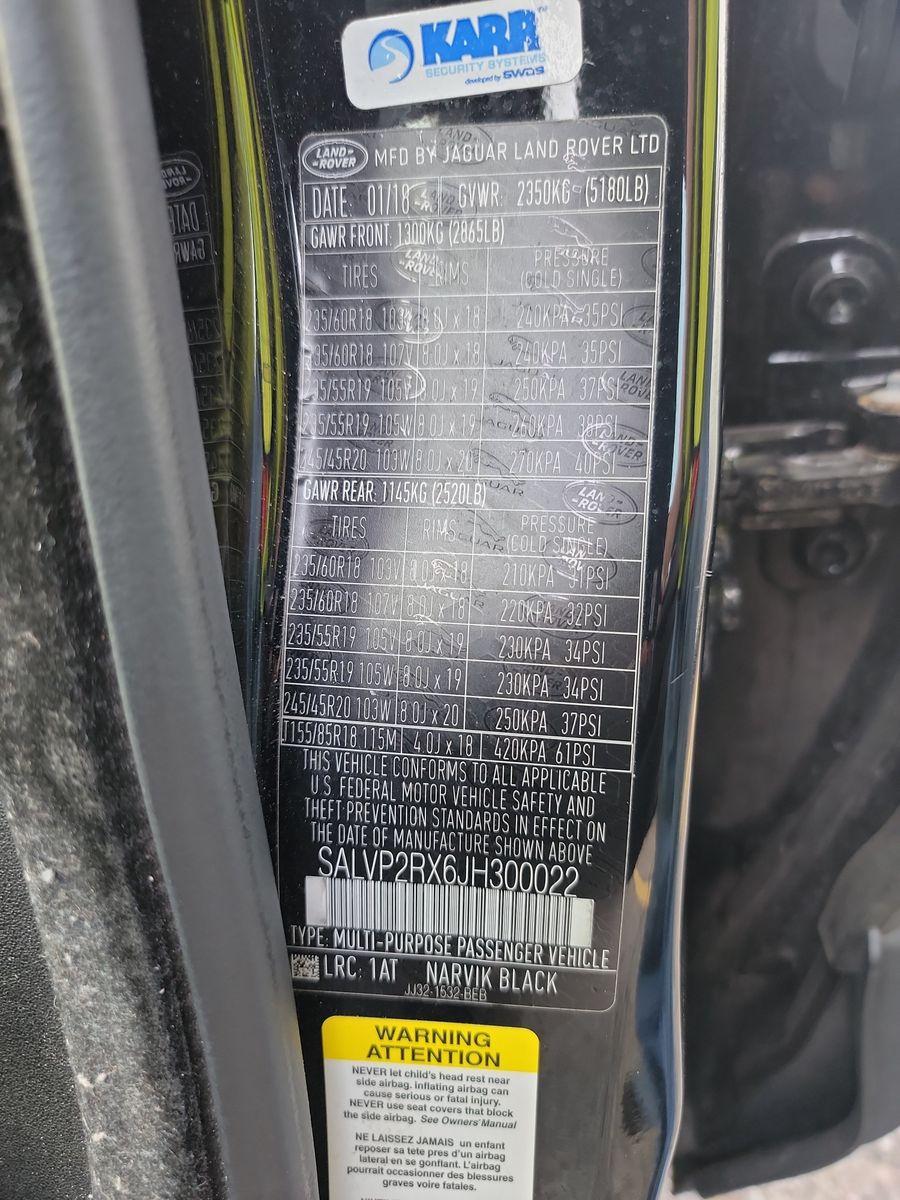 KARR
SECURITY SYSTEMS
developed by SWDS
LAND ROVER MFD BY JAGUAR LAND ROVER LTD
DATE: 01/18 GVWR: 2350KG (5180LB)
GAWR FRONT: 1300KG (2865LB)
TIRES RIMS PRESSURE
(COLD SINGLE)
235/60R18 103V 8.0J x 18 240KPA 35PSI
235/60R18 107V 8.0J x 18 240KPA 35PSI
235/55R19 105V 8.0J x 19 250KPA 37PSI
235/55R19 105W 8.0J x 19 260KPA 38PSI
245/45R20 103W 8.0J x 20 270KPA 40PSI
GAWR REAR: 1145KG (2520LB)
TIRES RIMS PRESSURE
(COLD SINGLE)
235/60R18 103V 8.0J x 18 210KPA 31PSI
235/60R18 107V 8.0J x 18 220KPA 32PSI
235/55R19 105V 8.0J x 19 230KPA 34PSI
235/55R19 105W 8.0J x 19 230KPA 34PSI
245/45R20 103W 8.0J x 20 250KPA 37PSI
T155/85R18 115M 4.0J x 18 420KPA 61PSI
THIS VEHICLE CONFORMS TO ALL APPLICABLE
U.S. FEDERAL MOTOR VEHICLE SAFETY AND
THEFT PREVENTION STANDARDS IN EFFECT ON
THE DATE OF MANUFACTURE SHOWN ABOVE
SALVP2RX6JH300022
TYPE: MULTI-PURPOSE PASSENGER VEHICLE
LRC: 1AT NARVIK BLACK
JJ32-1532-BEB
WARNING
ATTENTION
NEVER let child's head rest near
side airbag. inflating airbag can
cause serious or fatal injury.
NEVER use seat covers that block
the side airbag. See Owners' Manual
NE LAISSEZ JAMAIS un enfant
reposer sa tete pres d'un airbag
lateral en se gonflant. L'airbag
pourrait occasionner des blessures
graves voire fatales.